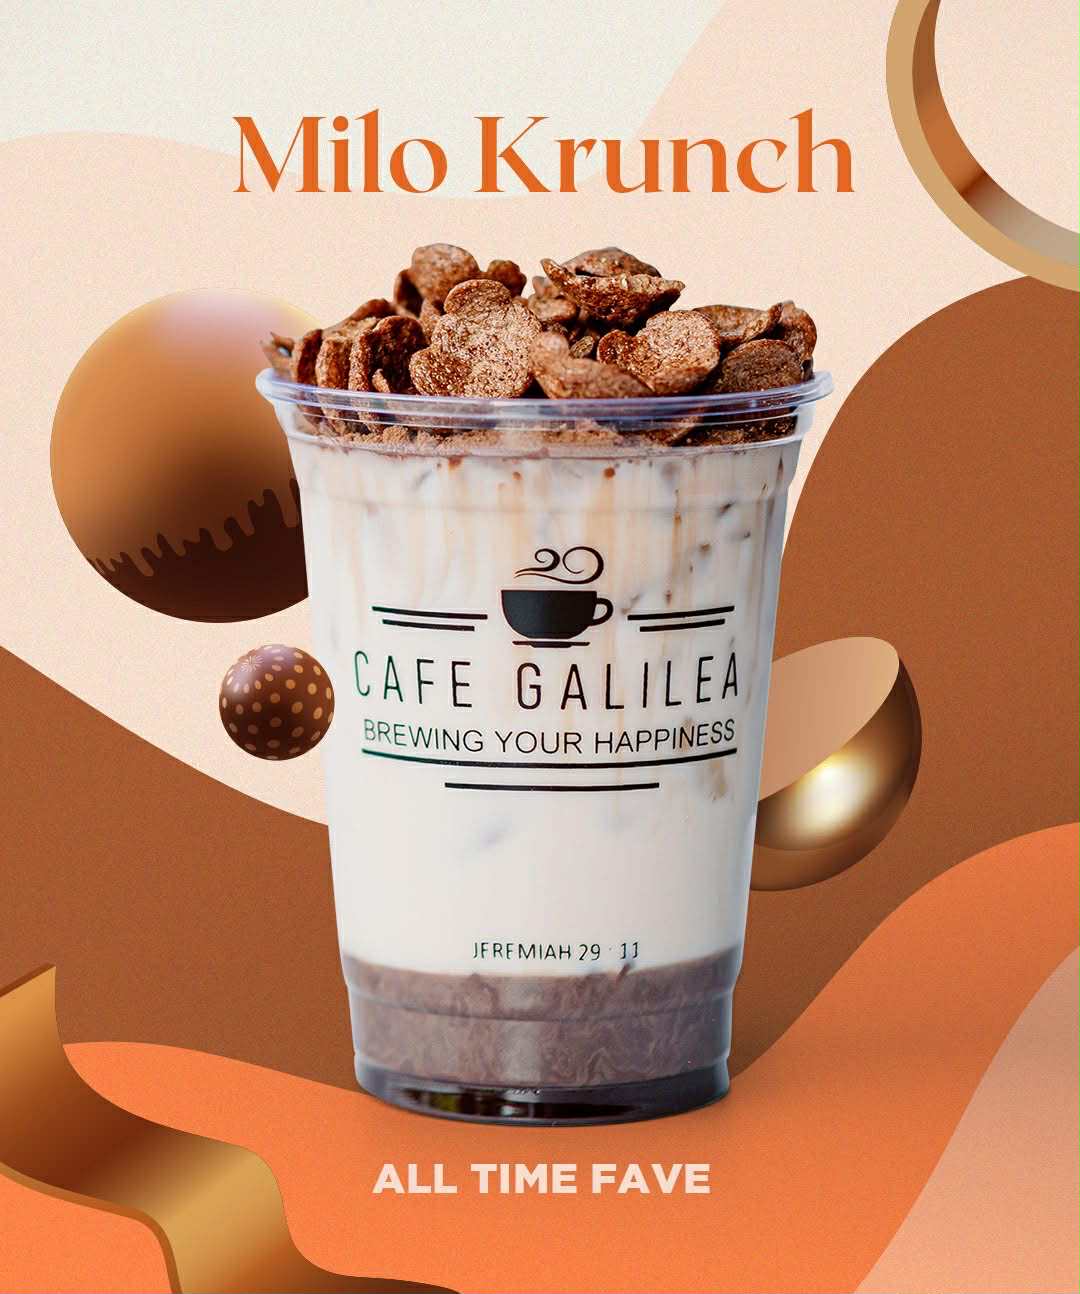 Milo Krunch
CAFE GALILEA
BREWING YOUR HAPPINESS
JEREMIAH 29 : 11
ALL TIME FAVE